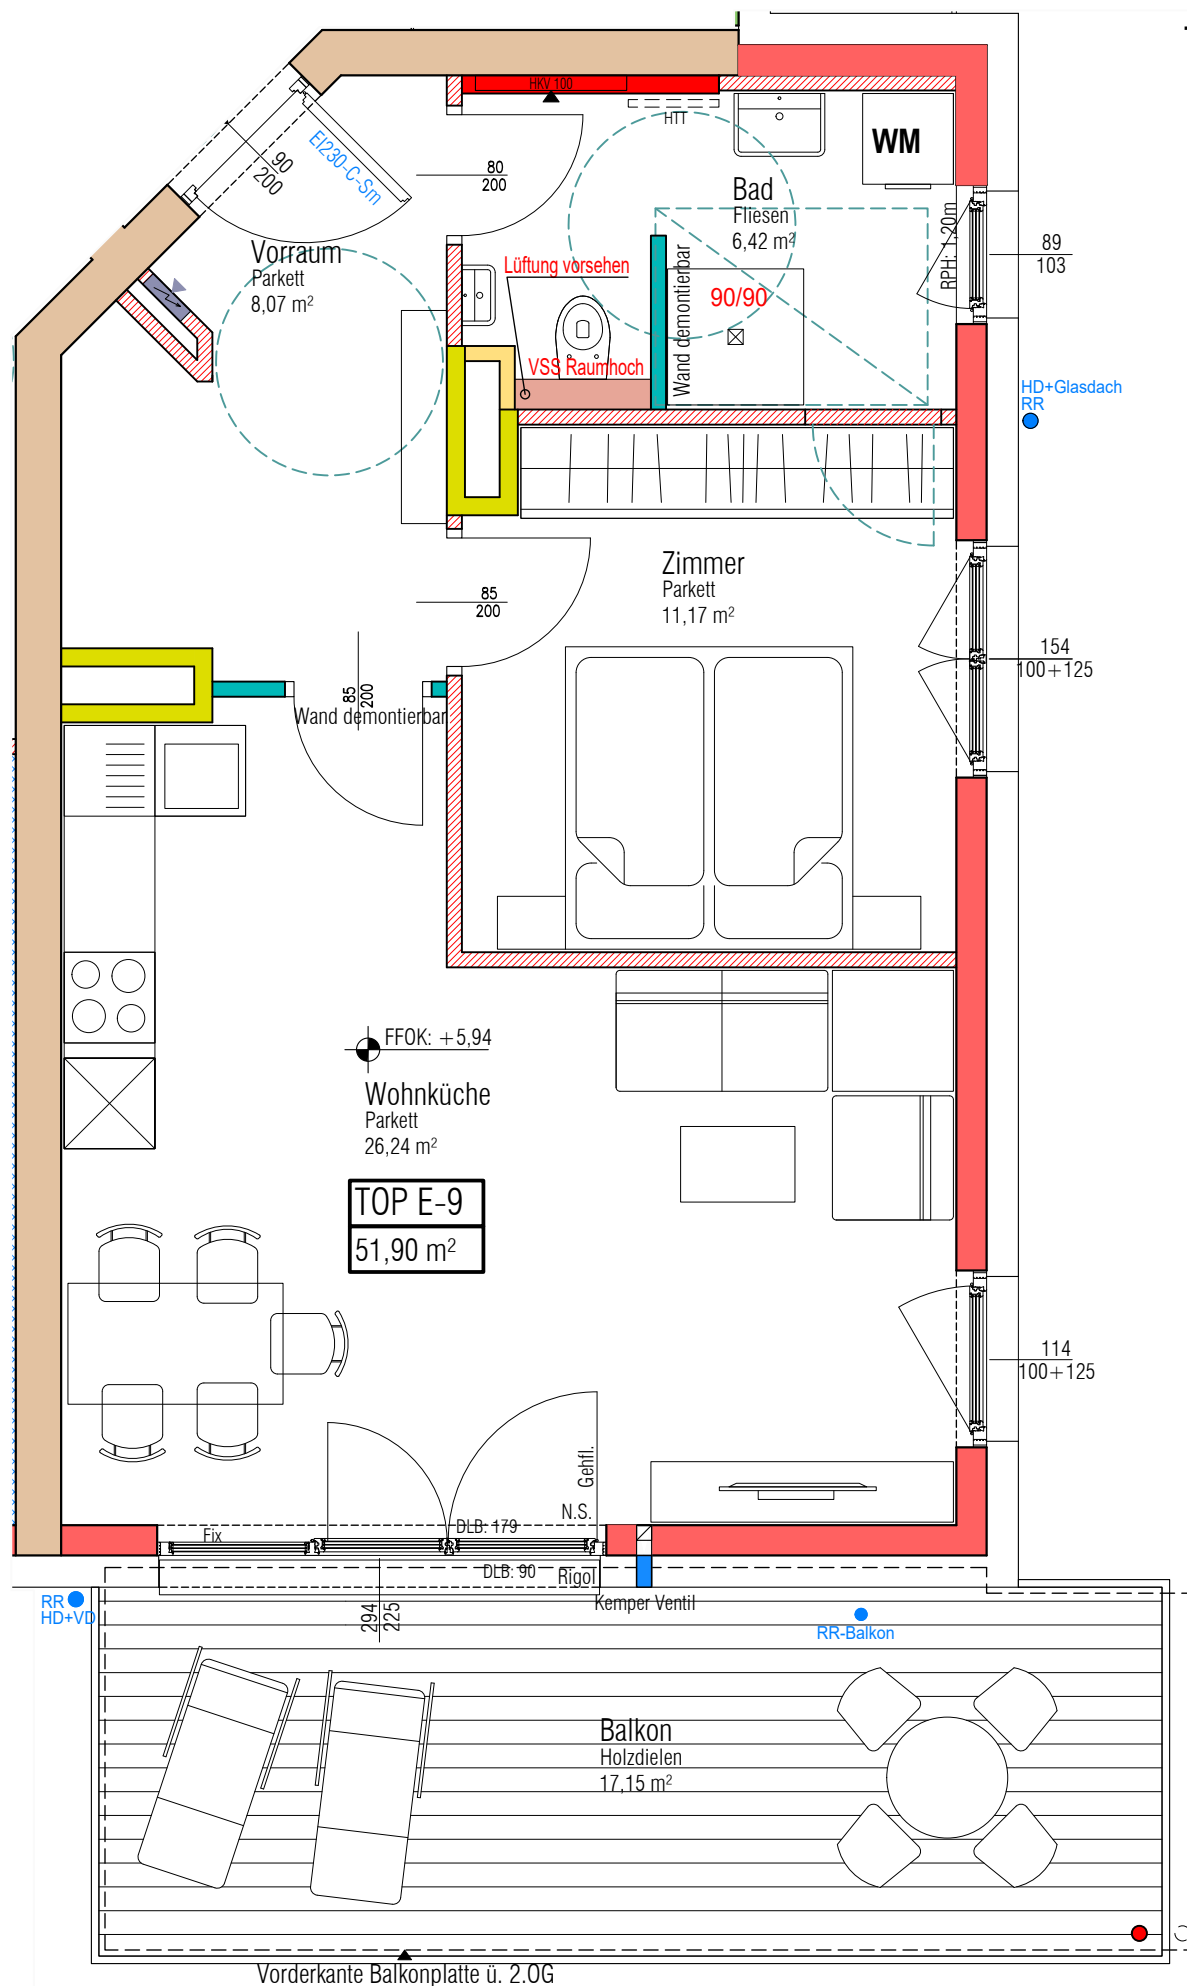 HKV 100
HTT
WM
EI230-C-Sm
90
200
80
200
Bad
Fliesen
6,42 m²
RPH: 1,20m
89
103
Vorraum
Parkett
8,07 m²
Lüftung vorsehen
Wand demontierbar
90/90
VSS Raumhoch
HD+Glasdach
RR
Zimmer
Parkett
11,17 m²
85
200
154
100+125
85
200
Wand demontierbar
FFOK: +5,94
Wohnküche
Parkett
26,24 m²
TOP E-9
51,90 m²
114
100+125
Gehfl.
N.S.
Fix
DLB: 179
DLB: 90
Rigol
Kemper Ventil
294
225
RR
HD+VD
RR-Balkon
Balkon
Holzdielen
17,15 m²
Vorderkante Balkonplatte ü. 2.OG